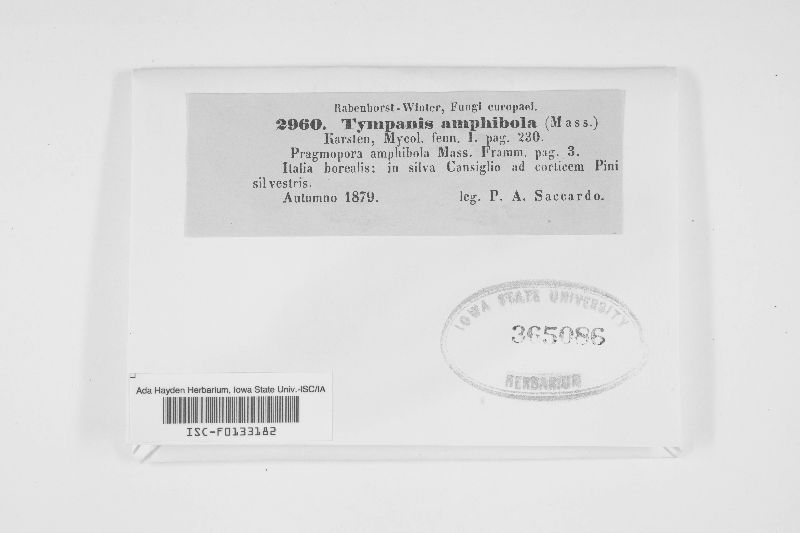 Rabenhorst-Winter, Fungi europaei.
2960. Tympanis amphibola (Mass.)
Karsten, Mycol. fenn. I. pag. 230.
Pragmopora amphibola Mass. Framm. pag. 3.
Italia borealis: in silva Cansiglio ad corticem Pini
silvestris.
Automno 1879. leg. P. A. Saccardo.
IOWA STATE UNIVERSITY
365086
HERBARIUM
Ada Hayden Herbarium, Iowa State Univ.-ISC/IA
ISC-F0133182